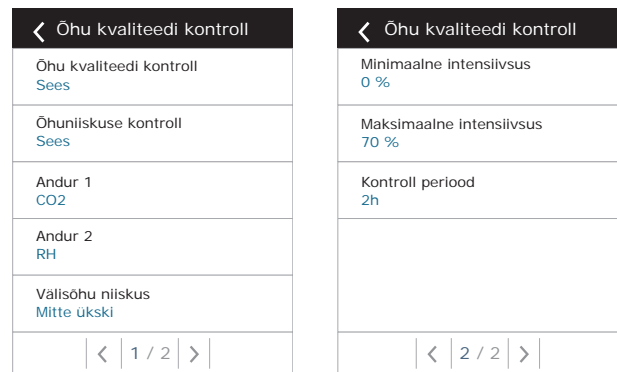 Õhu kvaliteedi kontroll
Õhu kvaliteedi kontroll
Sees
Õhuniiskuse kontroll
Sees
Andur 1
CO2
Andur 2
RH
Välisõhu niiskus
Mitte ükski
1 / 2
Õhu kvaliteedi kontroll
Minimaalne intensiivsus
0 %
Maksimaalne intensiivsus
70 %
Kontroll periood
2h
2 / 2